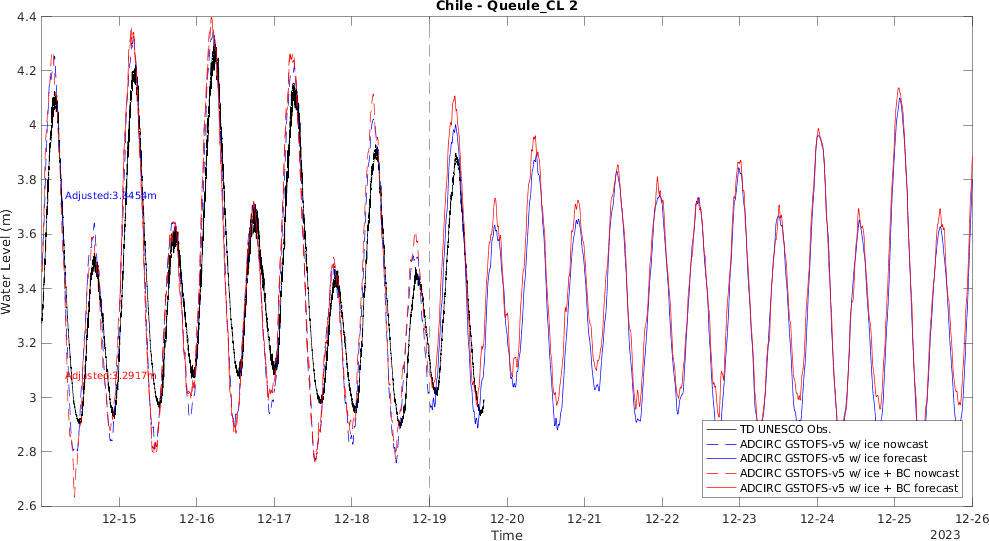 Chile - Queule_CL 2
4.4
4.2
4
3.8
3.6
3.4
3.2
3
2.8
2.6
Water Level (m)
Adjusted:3.3454m
Adjusted:3.2917m
TD UNESCO Obs.
ADCIRC GSTOFS-v5 w/ ice nowcast
ADCIRC GSTOFS-v5 w/ ice forecast
ADCIRC GSTOFS-v5 w/ ice + BC nowcast
ADCIRC GSTOFS-v5 w/ ice + BC forecast
12-15 12-16 12-17 12-18 12-19 12-20 12-21 12-22 12-23 12-24 12-25 12-26
Time
2023